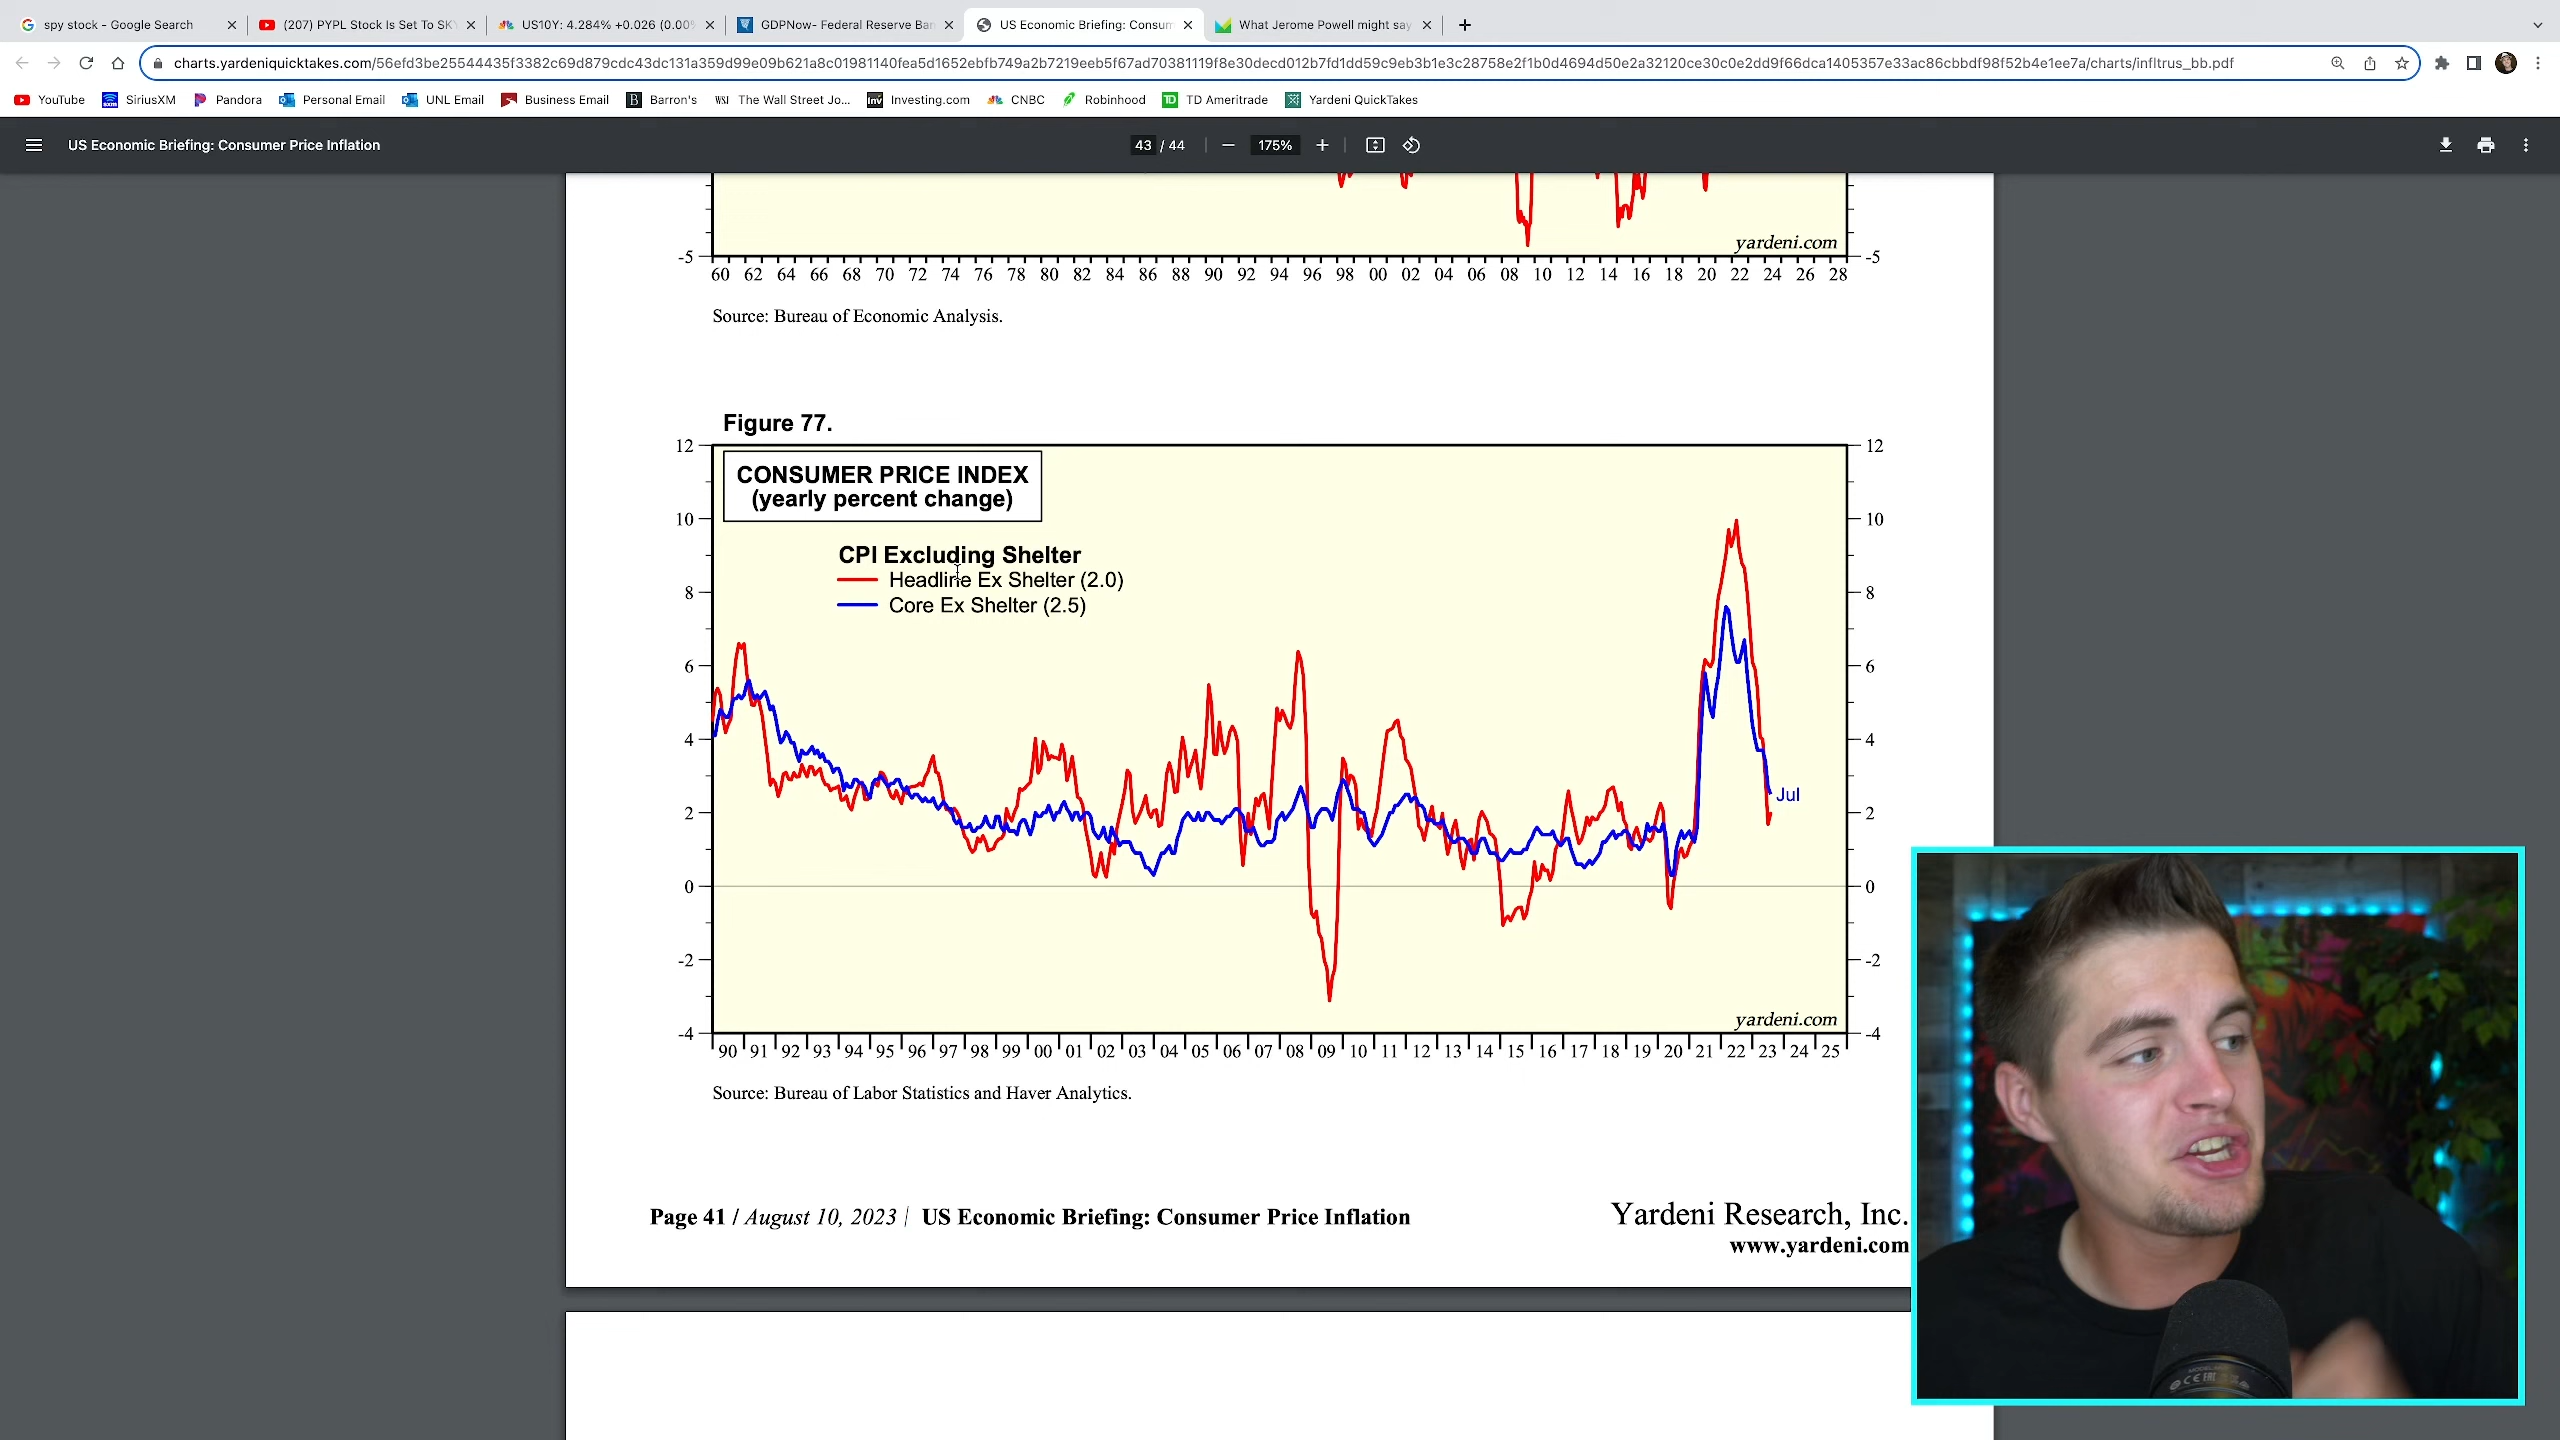 spy stock - Google Search
(207) PYPL Stock Is Set To SK
US10Y: 4.284% +0.026 (0.00%
GDPNow- Federal Reserve Ban
US Economic Briefing: Consum
What Jerome Powell might say
charts.yardeniquicktakes.com/56efd3be25544435f3382c69d879cdc43dc131a359d99e09b621a8c01981140fea5d1652ebfb749a2b7219eeb5f67ad70381119f8e30decd012b7fd1dd59c9eb3b1e3c28758e2f1b0d4694d50e2a32120ce30c0e2dd9f66dca1405357e33ac86cbbdf98f52b4e1ee7a/charts/infltrus_bb.pdf
YouTube SiriusXM Pandora Personal Email UNL Email Business Email Barron's The Wall Street Jo... Investing.com CNBC Robinhood TD Ameritrade Yardeni QuickTakes
US Economic Briefing: Consumer Price Inflation
43 / 44
175%
yardeni.com
-5 -5
60 62 64 66 68 70 72 74 76 78 80 82 84 86 88 90 92 94 96 98 00 02 04 06 08 10 12 14 16 18 20 22 24 26 28
Source: Bureau of Economic Analysis.
Figure 77.
12 12
CONSUMER PRICE INDEX
(yearly percent change)
10 10
CPI Excluding Shelter
Headline Ex Shelter (2.0)
8 8
Core Ex Shelter (2.5)
6 6
4 4
Jul
2 2
0 0
-2 -2
yardeni.com
-4 -4
90 91 92 93 94 95 96 97 98 99 00 01 02 03 04 05 06 07 08 09 10 11 12 13 14 15 16 17 18 19 20 21 22 23 24 25
Source: Bureau of Labor Statistics and Haver Analytics.
Page 41 / August 10, 2023 | US Economic Briefing: Consumer Price Inflation
Yardeni Research, Inc.
www.yardeni.com